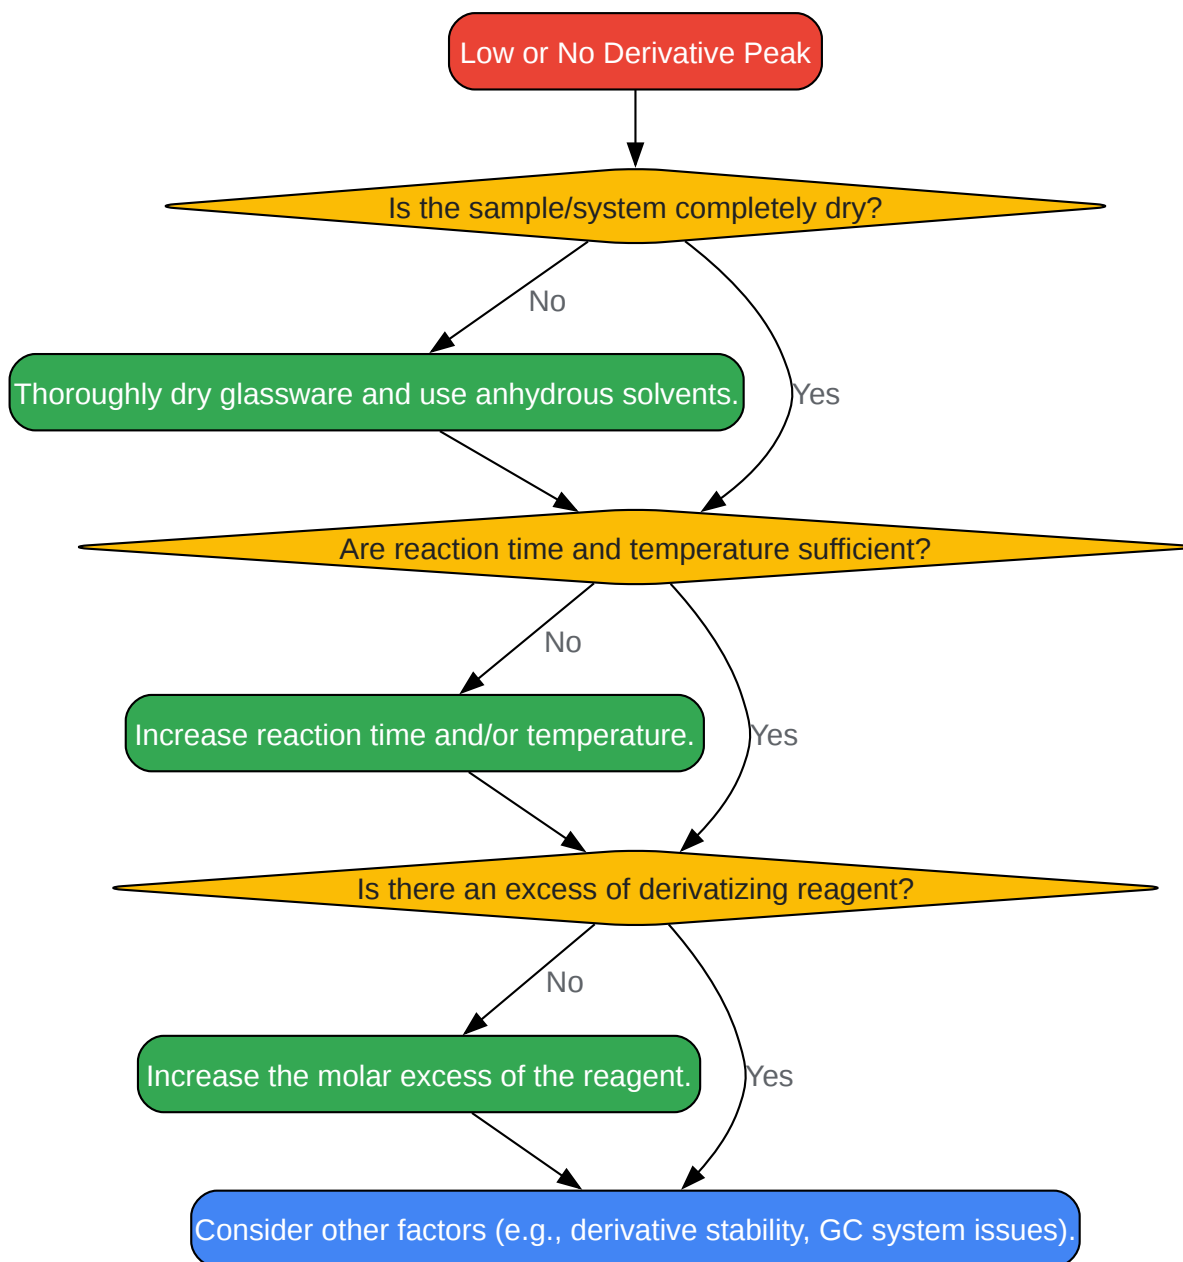 Low or No Derivative Peak
Is the sample/system completely dry?
No
Thoroughly dry glassware and use anhydrous solvents.
Yes
Are reaction time and temperature sufficient?
No
Increase reaction time and/or temperature.
Yes
Is there an excess of derivatizing reagent?
No
Increase the molar excess of the reagent.
Yes
Consider other factors (e.g., derivative stability, GC system issues).